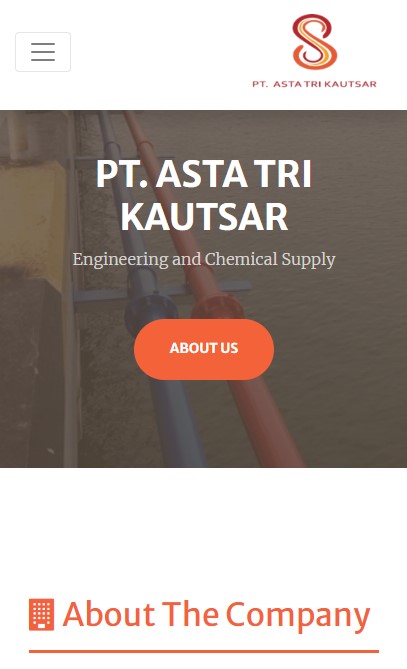 PT. ASTA TRI KAUTSAR
PT. ASTA TRI
KAUTSAR
Engineering and Chemical Supply
ABOUT US
About The Company